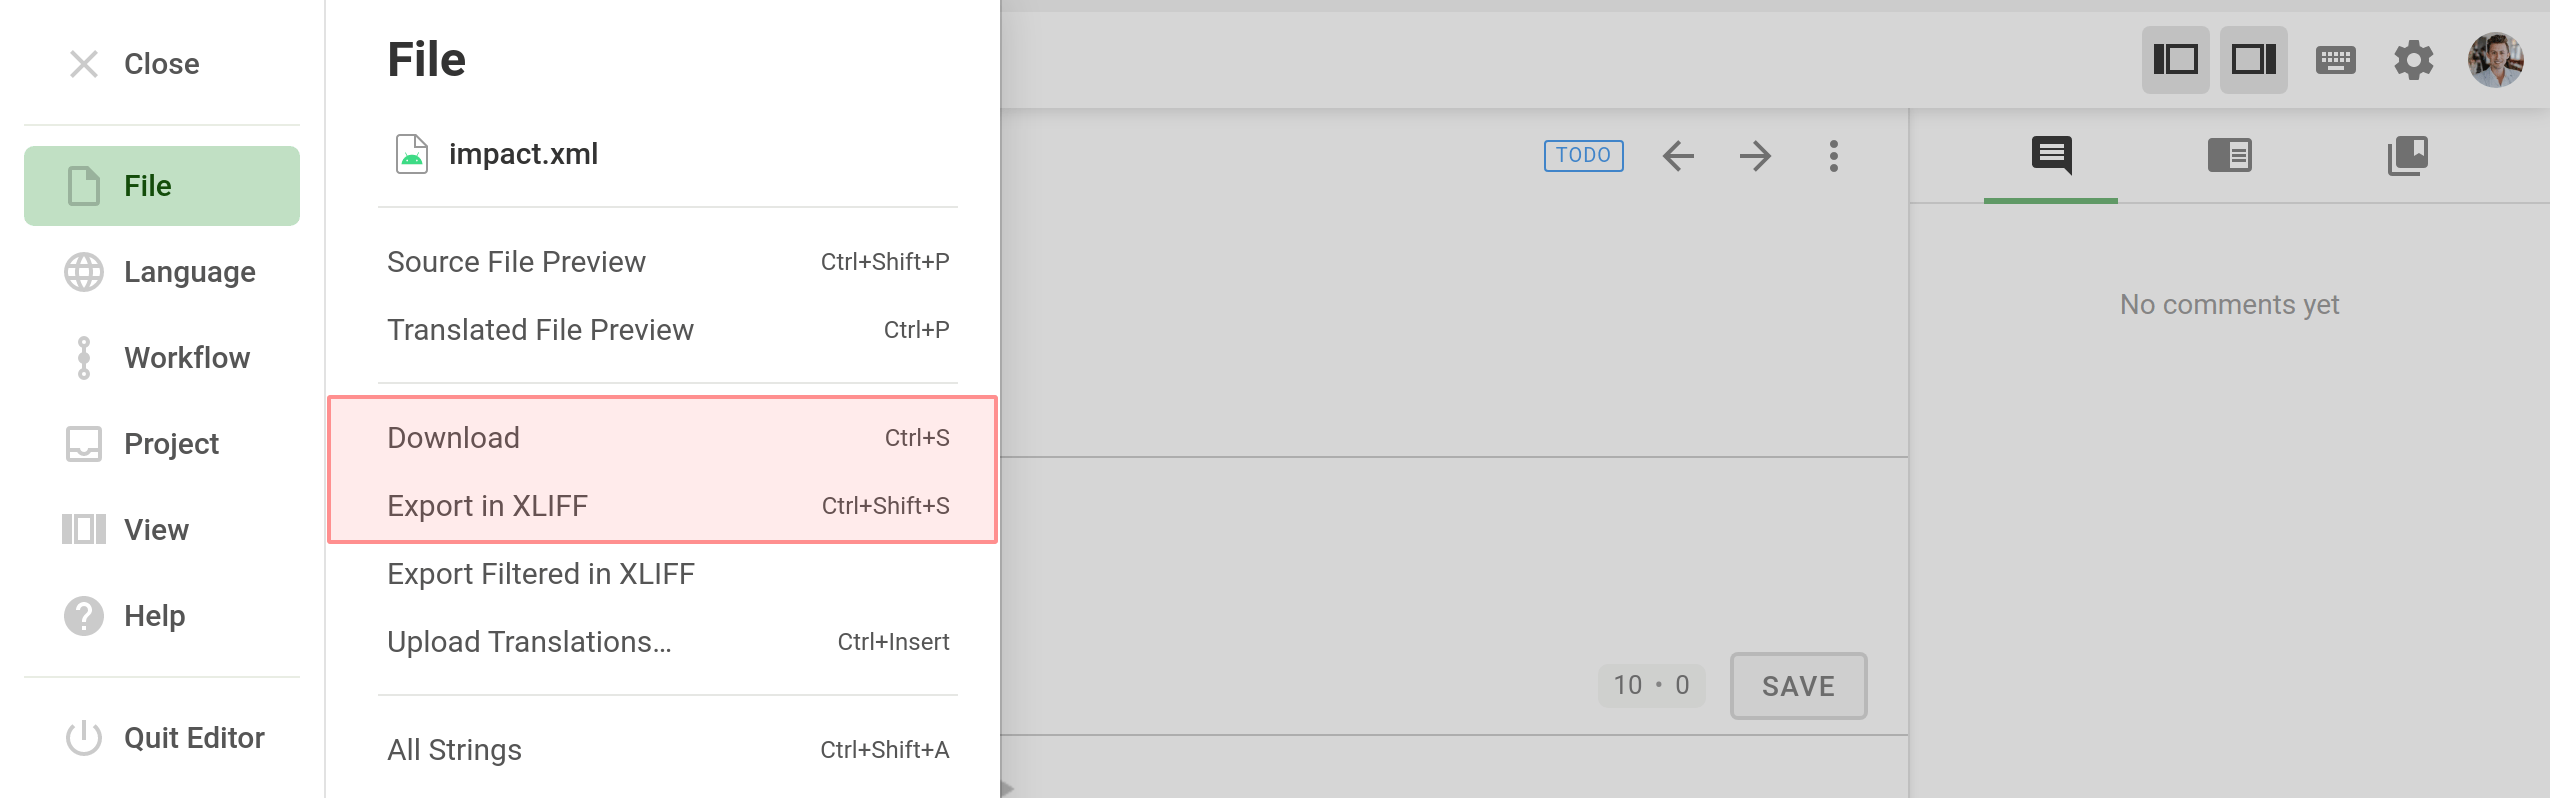 Close
File
Language
Workflow
Project
View
Help
Quit Editor
File
impact.xml
Source File Preview Ctrl+Shift+P
Translated File Preview Ctrl+P
Download Ctrl+S
Export in XLIFF Ctrl+Shift+S
Export Filtered in XLIFF
Upload Translations... Ctrl+Insert
All Strings Ctrl+Shift+A
TODO
10 • 0
SAVE
No comments yet